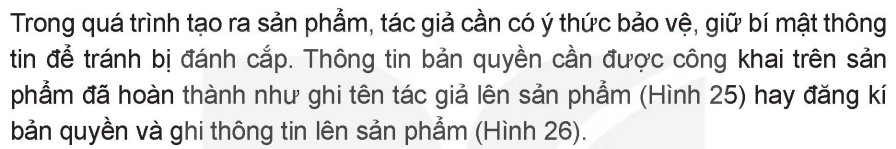 Trong quá trình tạo ra sản phẩm, tác giả cần có ý thức bảo vệ, giữ bí mật thông
tin để tránh bị đánh cắp. Thông tin bản quyền cần được công khai trên sản
phẩm đã hoàn thành như ghi tên tác giả lên sản phẩm (Hình 25) hay đăng kí
bản quyền và ghi thông tin lên sản phẩm (Hình 26).